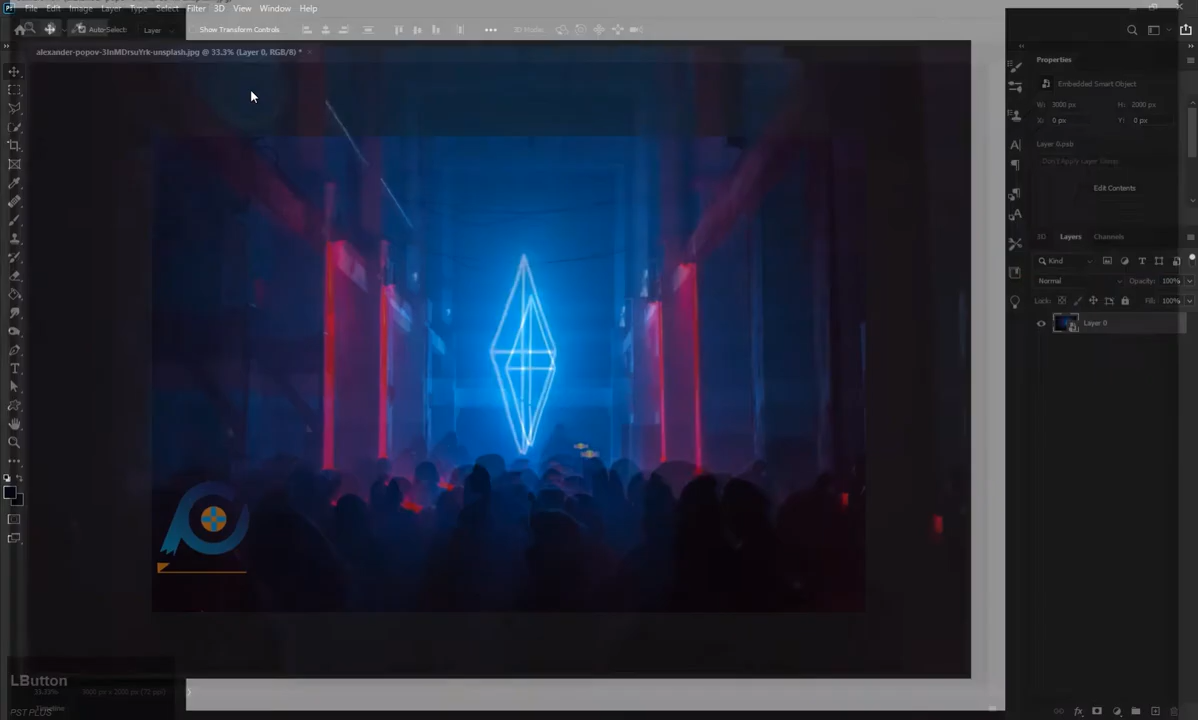 File Edit Image Layer Type Select Filter 3D View Window Help
Auto-Select: Layer Show Transform Controls 3D Mode:
alexander-popov-3InMDrsuYrk-unsplash.jpg @ 33.3% (Layer 0, RGB/8) *
Properties
Embedded Smart Object
W: 3000 px H: 2000 px
X: 0 px Y: 0 px
Layer Comp
Don't Apply Layer Comp
Edit Contents
3D Layers Channels
Kind
Normal Opacity: 100%
Lock: Fill: 100%
Layer 0
LButton
33.33% 3000 px x 2000 px (72 ppi)
Timeline
PST PLUS